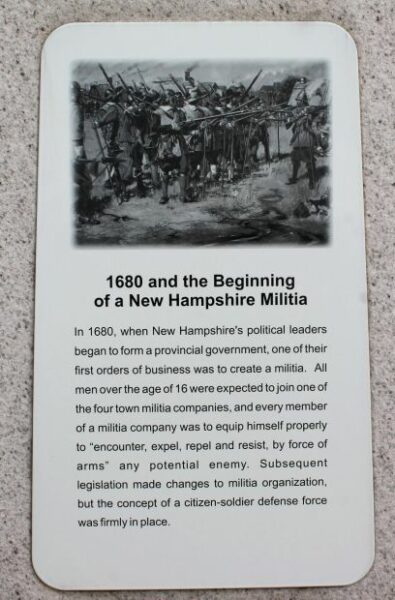 1680 and the Beginning
of a New Hampshire Militia
In 1680, when New Hampshire's political leaders
began to form a provincial government, one of their
first orders of business was to create a militia. All
men over the age of 16 were expected to join one of
the four town militia companies, and every member
of a militia company was to equip himself properly
to “encounter, expel, repel and resist, by force of
arms” any potential enemy. Subsequent
legislation made changes to militia organization,
but the concept of a citizen-soldier defense force
was firmly in place.